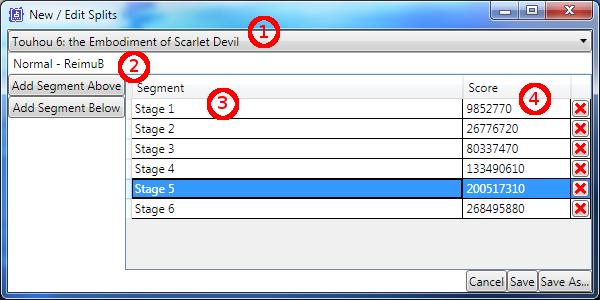 New / Edit Splits
1
Touhou 6: the Embodiment of Scarlet Devil
Normal - ReimuB
2
Add Segment Above
Add Segment Below
Segment Score
3 4
Stage 1 9852770
Stage 2 26776720
Stage 3 80337470
Stage 4 133490610
Stage 5 200517310
Stage 6 268495880
Cancel Save Save As...